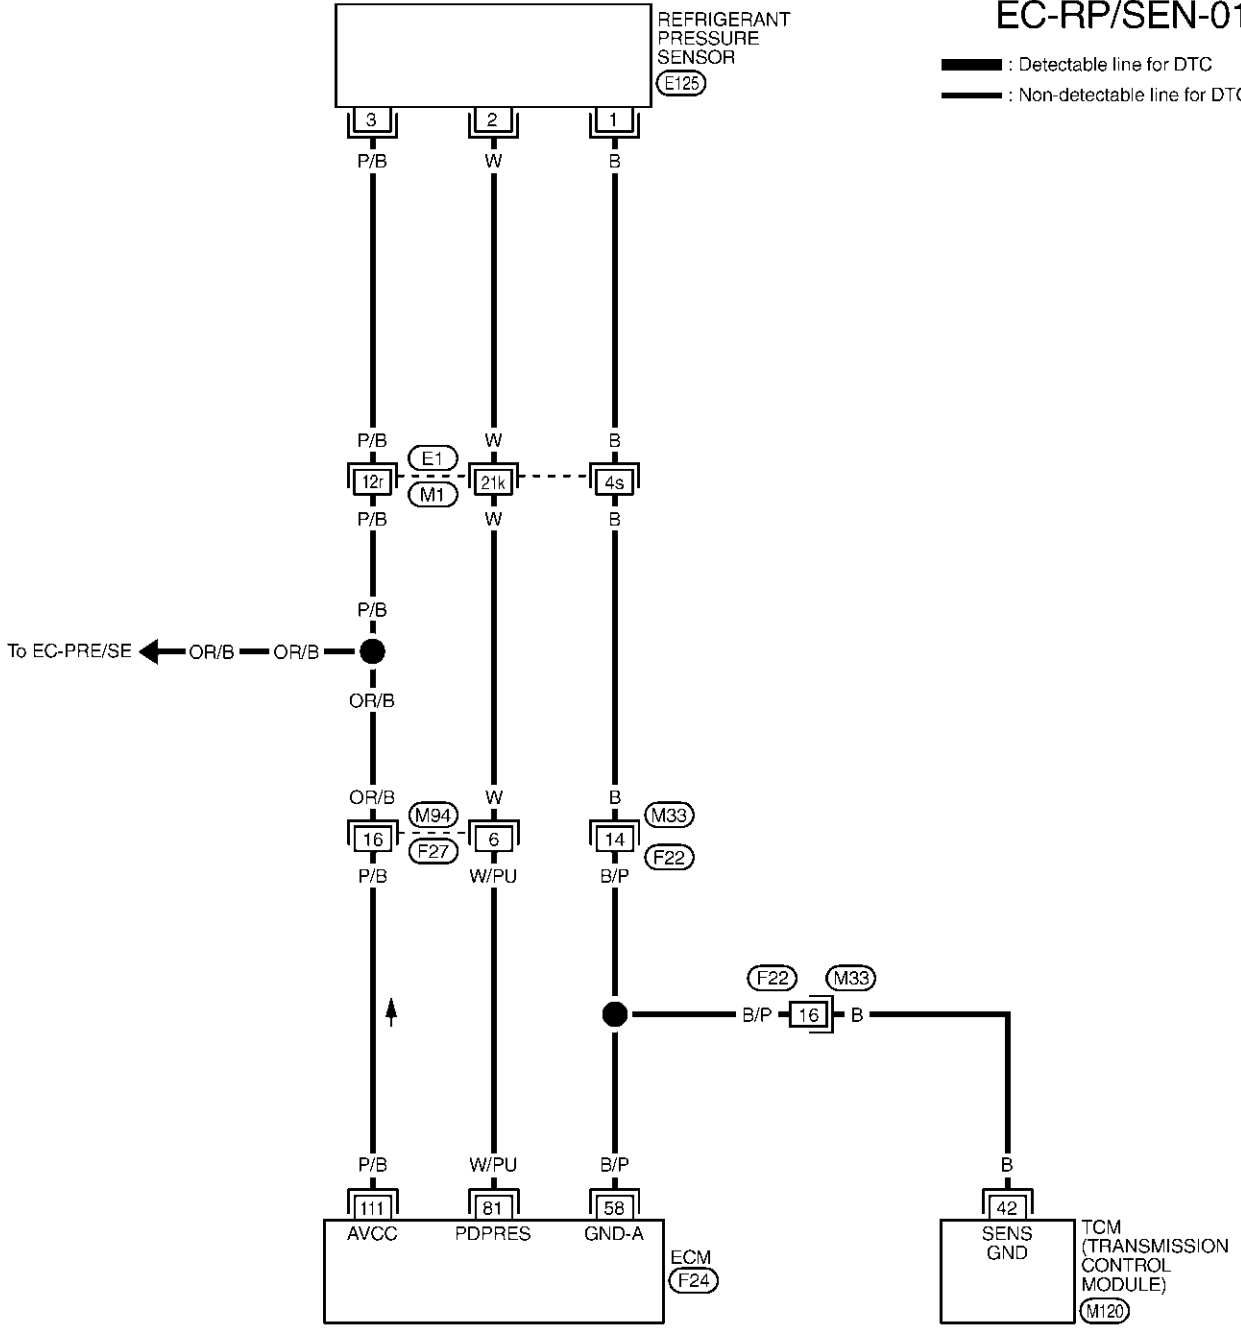 EC-RP/SEN-01
: Detectable line for DTC
: Non-detectable line for DTC
REFRIGERANT
PRESSURE
SENSOR
E125
3 2 1
P/B W B
P/B W B
E1
12r 21k 4s
M1
P/B W B
P/B
To EC-PRE/SE OR/B OR/B
OR/B
OR/B W B
M94 M33
16 6 14
F27 F22
P/B W/PU B/P
F22 M33
B/P 16 B
P/B W/PU B/P B
111 81 58 42
AVCC PDPRES GND-A
ECM
F24
SENS
GND
TCM
(TRANSMISSION
CONTROL
MODULE)
M120